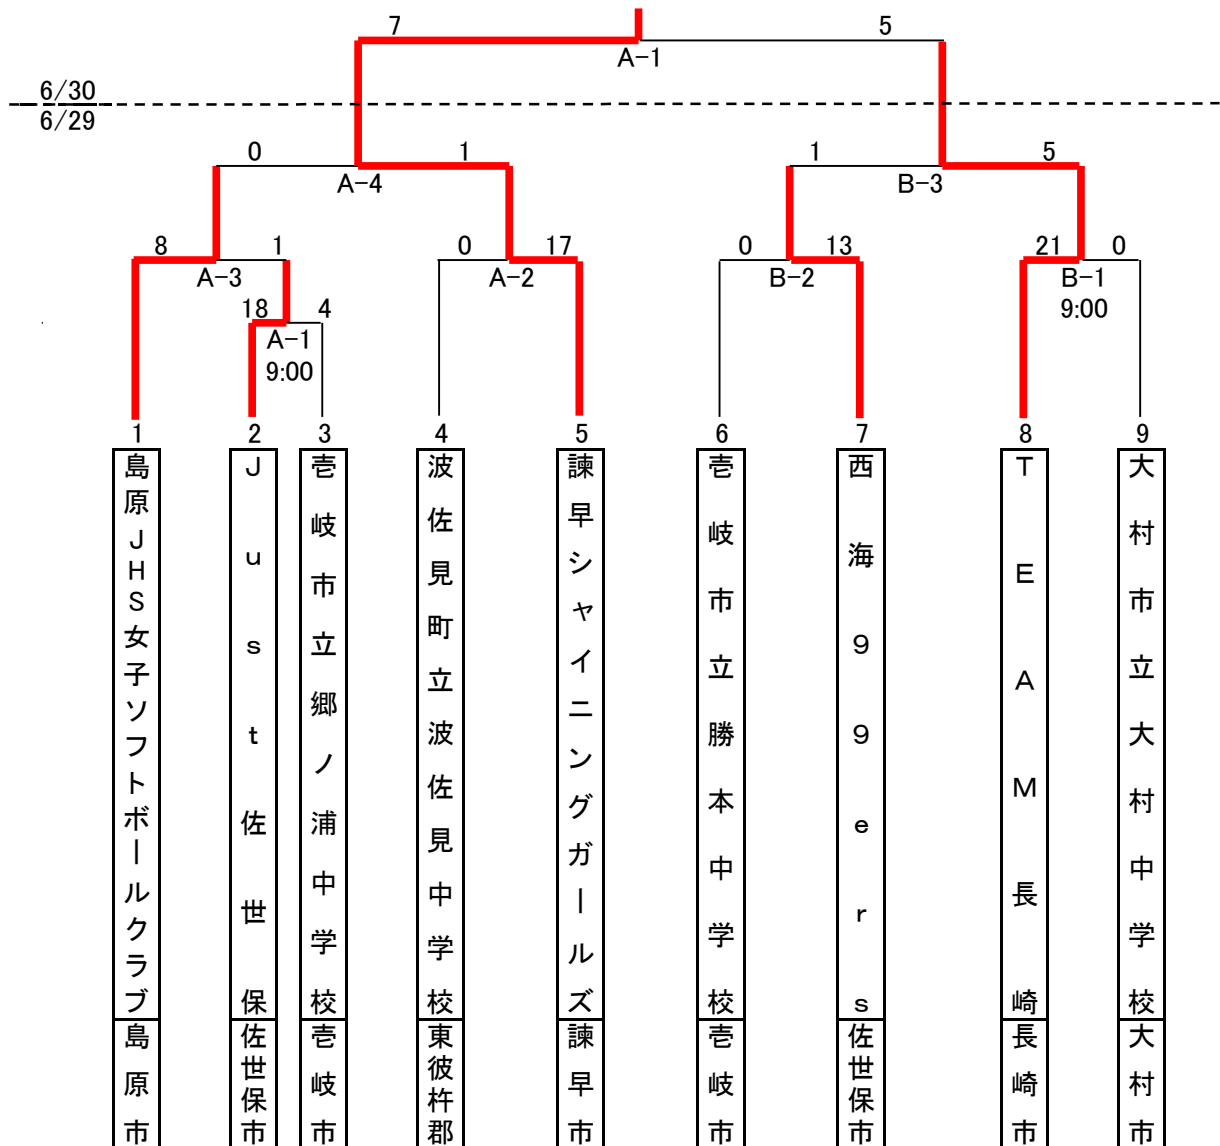 7 5
A-1
6/30
6/29
0 1 1 5
A-4 B-3
8 1 0 17 0 13 21 0
A-3 A-2 B-2 B-1
9:00
18 4
A-1
9:00
1 2 3 4 5 6 7 8 9
島原JHS女子ソフトボールクラブ
島原市
Just佐世保
佐世保市
壱岐市立郷ノ浦中学校
壱岐市
波佐見町立波佐見中学校
東彼杵郡
諫早シャイニングガールズ
諫早市
壱岐市立勝本中学校
壱岐市
西海99ers
佐世保市
TEAM長崎
長崎市
大村市立大村中学校
大村市